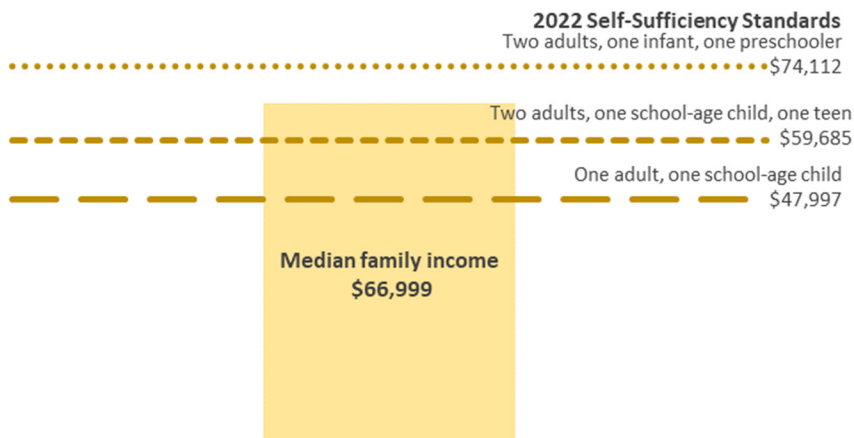 2022 Self-Sufficiency Standards
Two adults, one infant, one preschooler
$74,112
Two adults, one school-age child, one teen
$59,685
One adult, one school-age child
$47,997
Median family income
$66,999